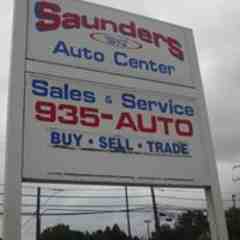 Saunders
Auto Center
Sales & Service
935-AUTO
BUY · SELL · TRADE